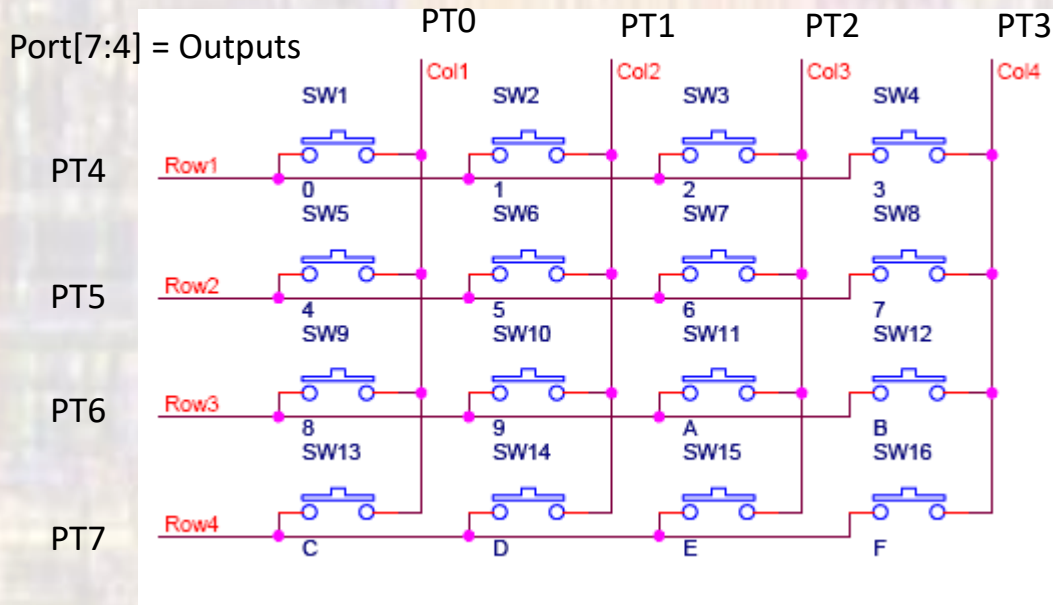 PT0 PT1 PT2 PT3
Port[7:4] = Outputs
Col1 Col2 Col3 Col4
SW1 SW2 SW3 SW4
PT4 Row1
0 1 2 3
SW5 SW6 SW7 SW8
PT5 Row2
4 5 6 7
SW9 SW10 SW11 SW12
PT6 Row3
8 9 A B
SW13 SW14 SW15 SW16
PT7 Row4
C D E F